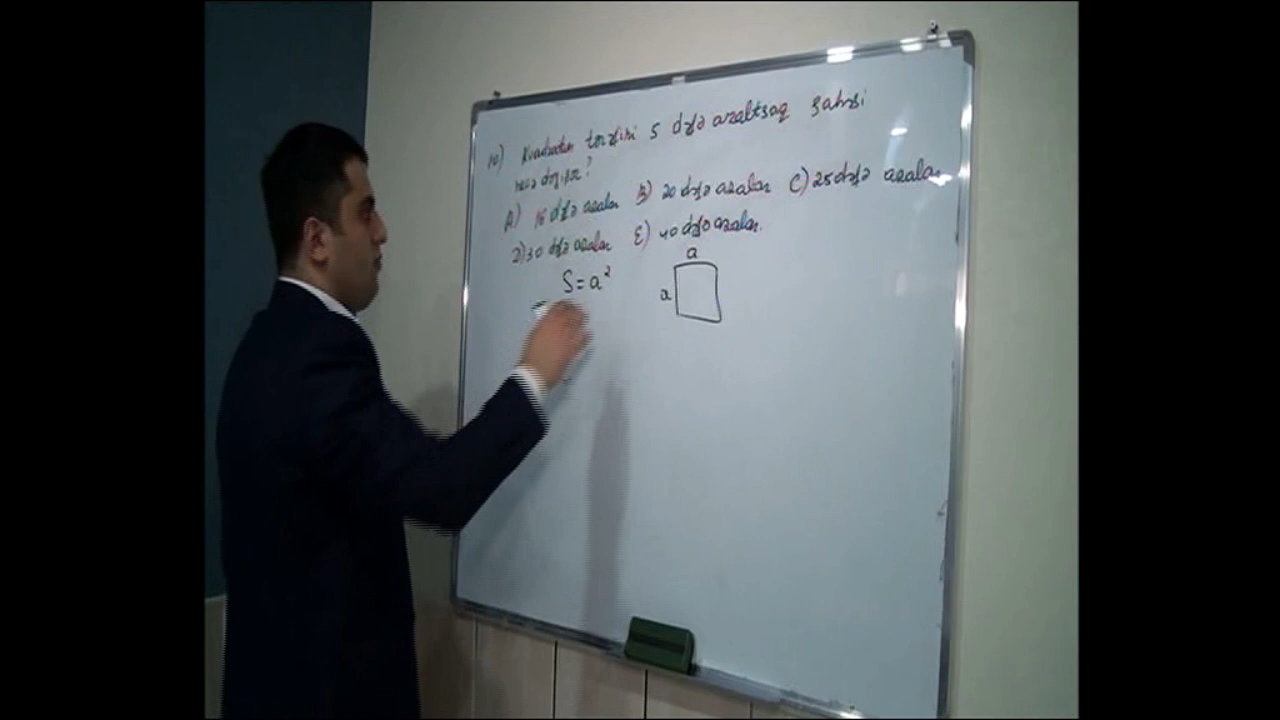 10) Kvadratın tərəfini 5 dəfə azaltsaq sahəsi
necə dəyişər?
A) 16 dəfə azalar B) 20 dəfə azalar C) 25 dəfə azalar
D) 30 dəfə azalar E) 40 dəfə azalar.
S = a² a
a